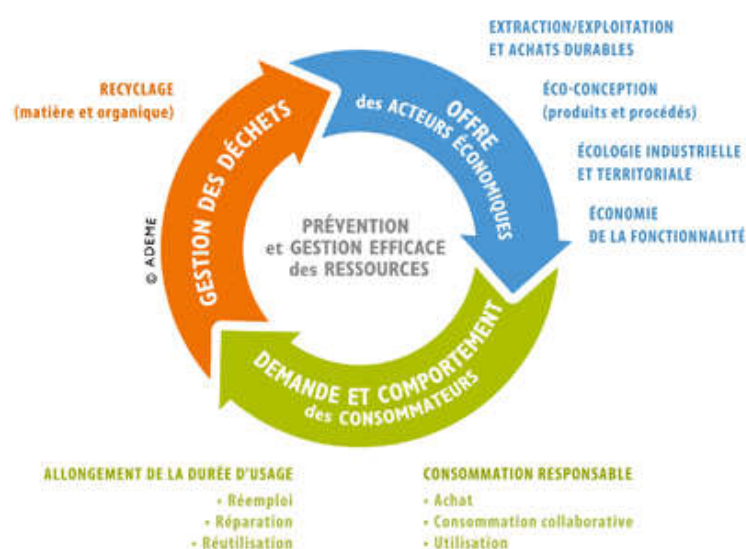 EXTRACTION/EXPLOITATION
ET ACHATS DURABLES
ÉCO-CONCEPTION
(produits et procédés)
ÉCOLOGIE INDUSTRIELLE
ET TERRITORIALE
ÉCONOMIE
DE LA FONCTIONNALITÉ
OFFRE
des ACTEURS ÉCONOMIQUES
RECYCLAGE
(matière et organique)
GESTION DES DÉCHETS
© ADEME
PRÉVENTION
et GESTION EFFICACE
des RESSOURCES
DEMANDE ET COMPORTEMENT
des CONSOMMATEURS
ALLONGEMENT DE LA DURÉE D'USAGE
• Réemploi
• Réparation
• Réutilisation
CONSOMMATION RESPONSABLE
• Achat
• Consommation collaborative
• Utilisation